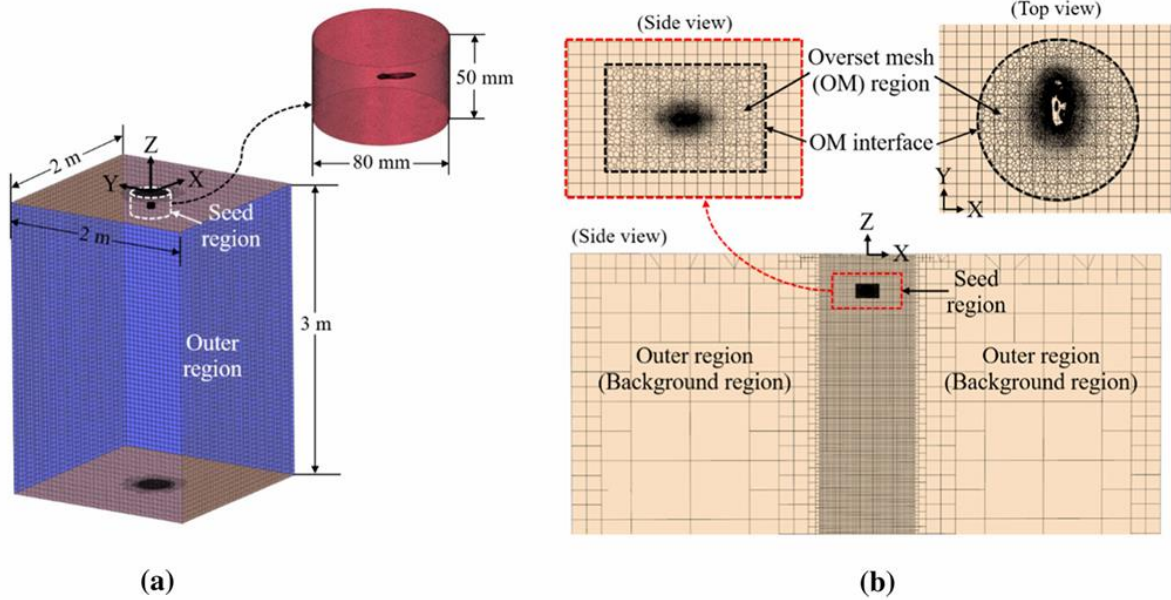 50 mm
80 mm
2 m
Z
Y
X
Seed
region
2 m
3 m
Outer
region
(a)
(Side view)
(Top view)
Overset mesh
(OM) region
OM interface
Y
X
(Side view)
Z
X
Seed
region
Outer region
(Background region)
Outer region
(Background region)
(b)